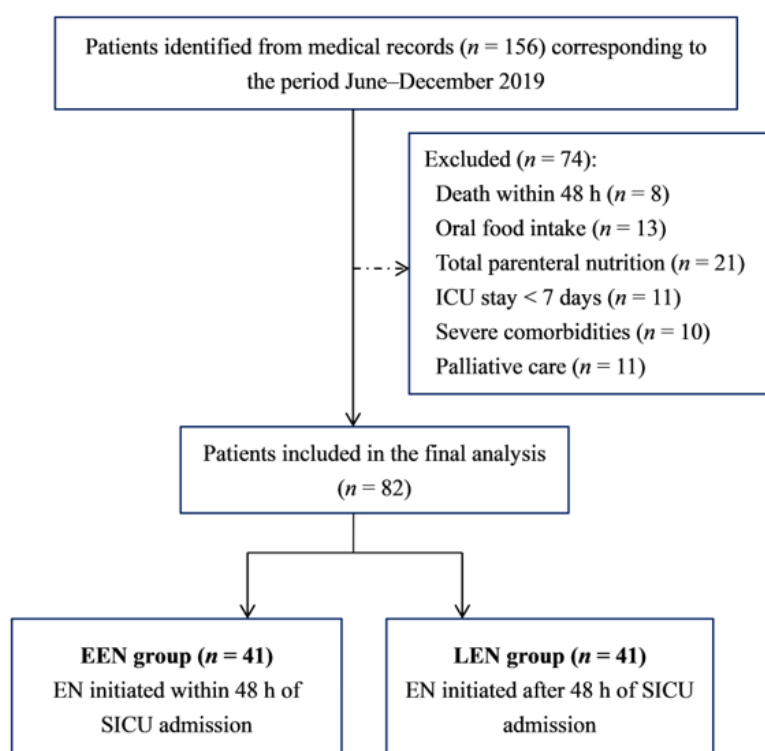 Patients identified from medical records (n = 156) corresponding to
the period June–December 2019
Excluded (n = 74):
Death within 48 h (n = 8)
Oral food intake (n = 13)
Total parenteral nutrition (n = 21)
ICU stay < 7 days (n = 11)
Severe comorbidities (n = 10)
Palliative care (n = 11)
Patients included in the final analysis
(n = 82)
EEN group (n = 41)
EN initiated within 48 h of
SICU admission
LEN group (n = 41)
EN initiated after 48 h of SICU
admission